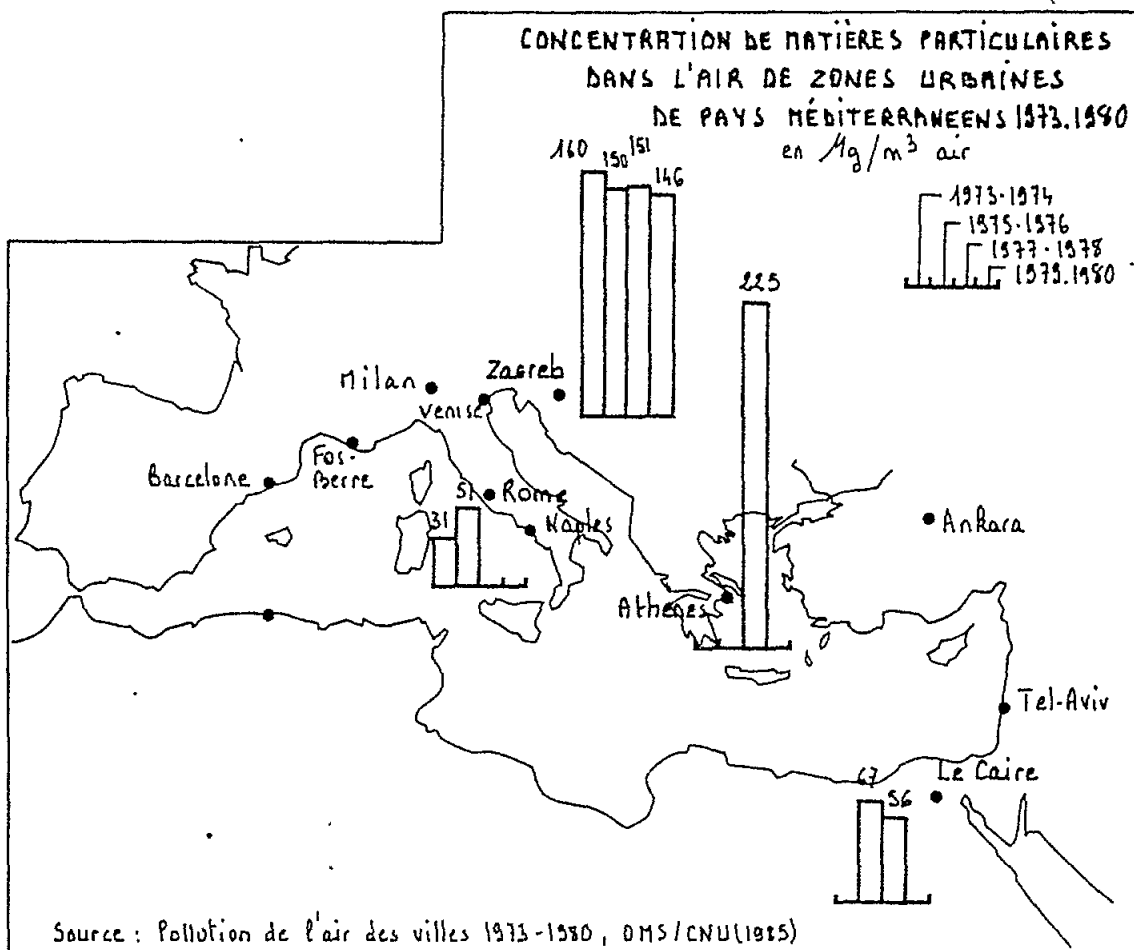 CONCENTRATION DE MATIÈRES PARTICULAIRES
DANS L'AIR DE ZONES URBAINES
DE PAYS MÉDITERRANEENS 1973.1980
en Mg/m³ air
160
150
151
146
1973-1974
1975-1976
1977-1978
1979.1980
225
Milan
Zagreb
Venise
Fos-
Berre
Barcelone
51
Rome
31
Naples
Ankara
Athènes
Tel-Aviv
67
56
Le Caire
Source : Pollution de l'air des villes 1973-1980, OMS/CNU(1985)